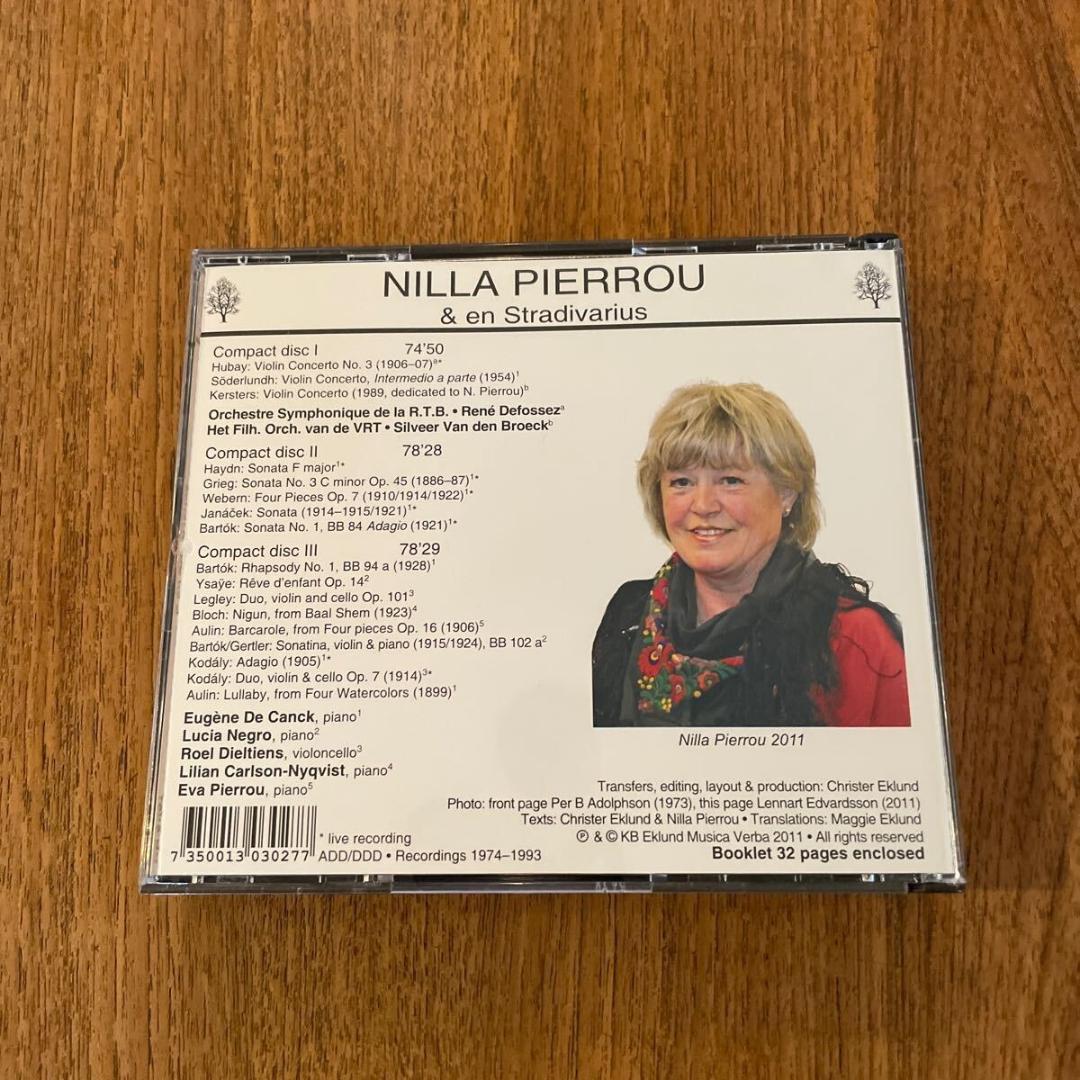 NILLA PIERROU
& en Stradivarius
Compact disc I 74'50
Hubay: Violin Concerto No. 3 (1906–07)ᵃ*
Söderlundh: Violin Concerto, Intermedio a parte (1954)¹
Kersters: Violin Concerto (1989, dedicated to N. Pierrou)ᵇ
Orchestre Symphonique de la R.T.B. • René Defossezᵃ
Het Filh. Orch. van de VRT • Silveer Van den Broeckᵇ
Compact disc II 78'28
Haydn: Sonata F major¹*
Grieg: Sonata No. 3 C minor Op. 45 (1886–87)¹*
Webern: Four Pieces Op. 7 (1910/1914/1922)¹*
Janáček: Sonata (1914–1915/1921)¹*
Bartók: Sonata No. 1, BB 84 Adagio (1921)¹*
Compact disc III 78'29
Bartók: Rhapsody No. 1, BB 94 a (1928)¹
Ysaÿe: Rêve d'enfant Op. 14²
Legley: Duo, violin and cello Op. 101³
Bloch: Nigun, from Baal Shem (1923)⁴
Aulin: Barcarole, from Four pieces Op. 16 (1906)⁵
Bartók/Gertler: Sonatina, violin & piano (1915/1924), BB 102 a²
Kodály: Adagio (1905)¹*
Kodály: Duo, violin & cello Op. 7 (1914)³*
Aulin: Lullaby, from Four Watercolors (1899)¹
Eugène De Canck, piano¹
Lucia Negro, piano²
Roel Dieltiens, violoncello³
Lilian Carlson-Nyqvist, piano⁴
Eva Pierrou, piano⁵
* live recording
7 350013 030277 ADD/DDD • Recordings 1974–1993
Nilla Pierrou 2011
Transfers, editing, layout & production: Christer Eklund
Photo: front page Per B Adolphson (1973), this page Lennart Edvardsson (2011)
Texts: Christer Eklund & Nilla Pierrou • Translations: Maggie Eklund
℗ & © KB Eklund Musica Verba 2011 • All rights reserved
Booklet 32 pages enclosed